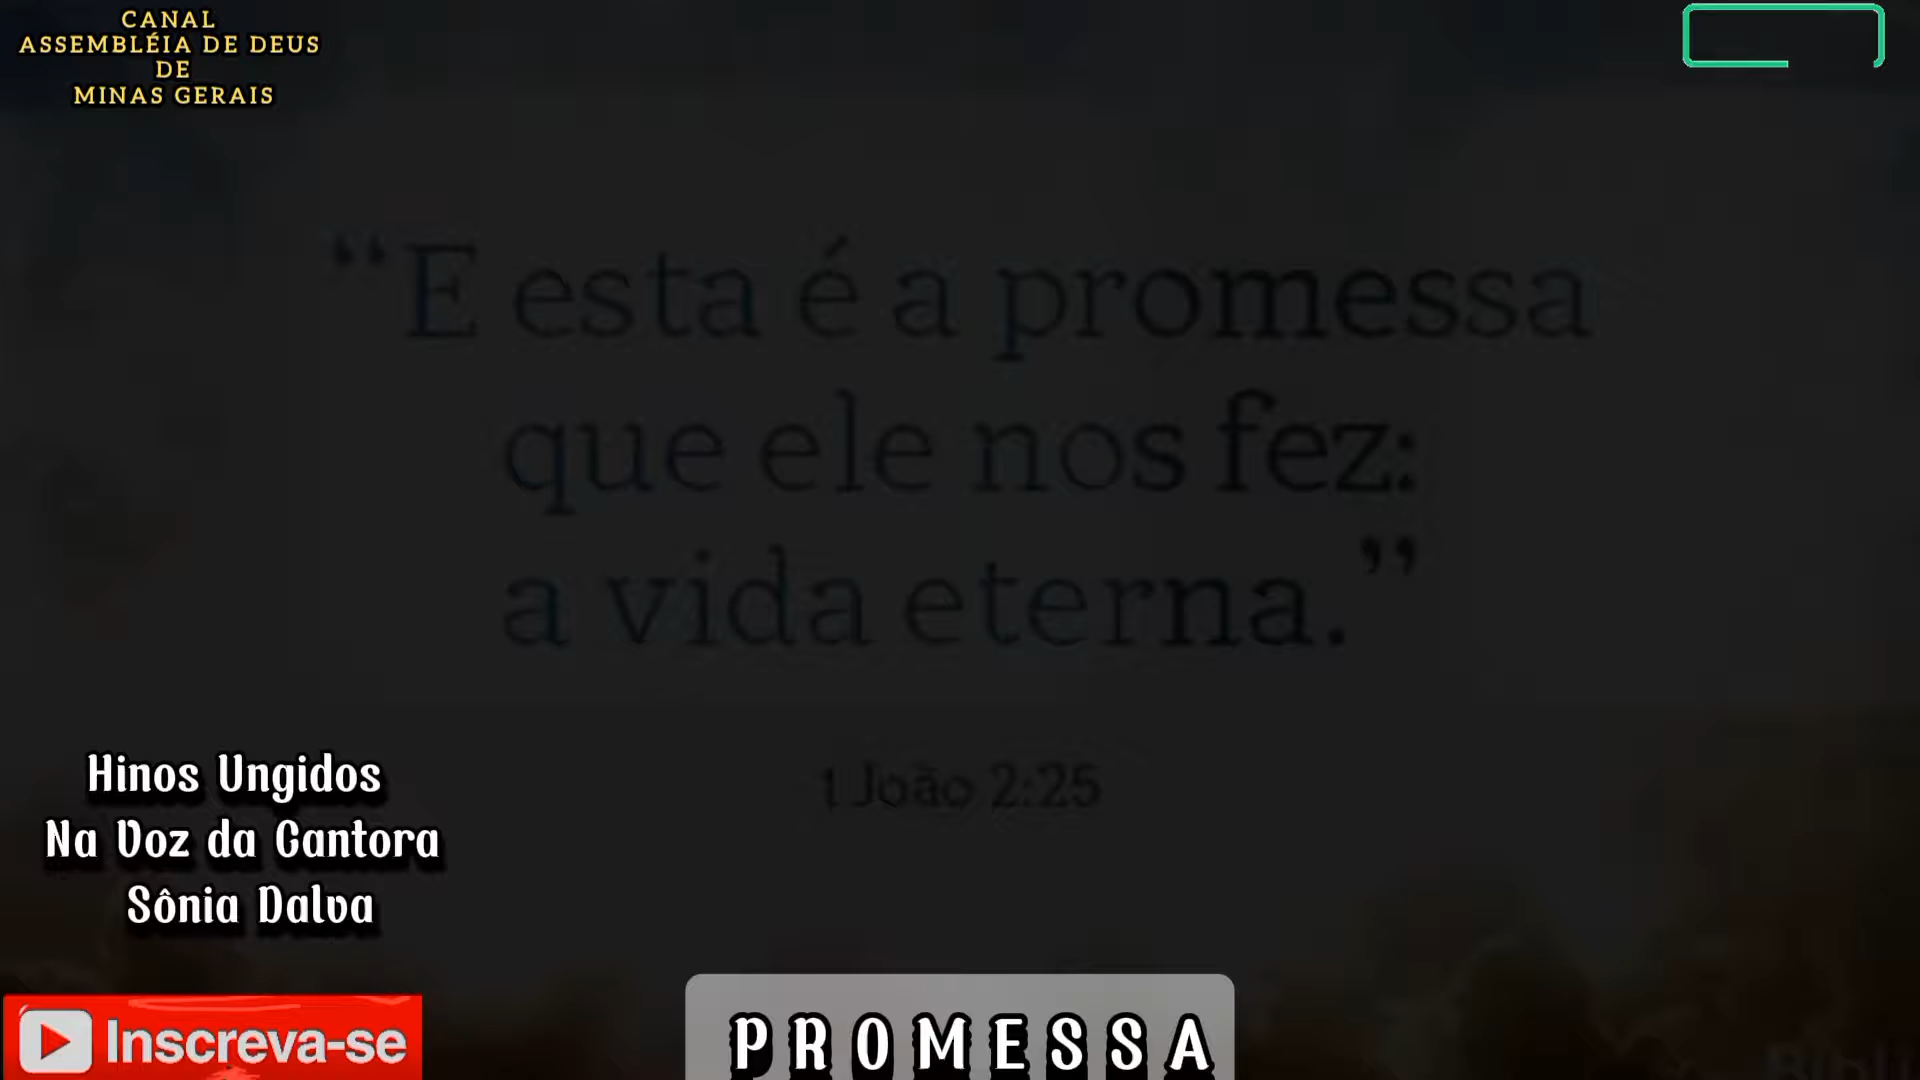 CANAL
ASSEMBLÉIA DE DEUS
DE
MINAS GERAIS
“E esta é a promessa
que ele nos fez:
a vida eterna.”
1 João 2:25
Hinos Ungidos
Na Voz da Cantora
Sônia Dalva
Inscreva-se
PROMESSA